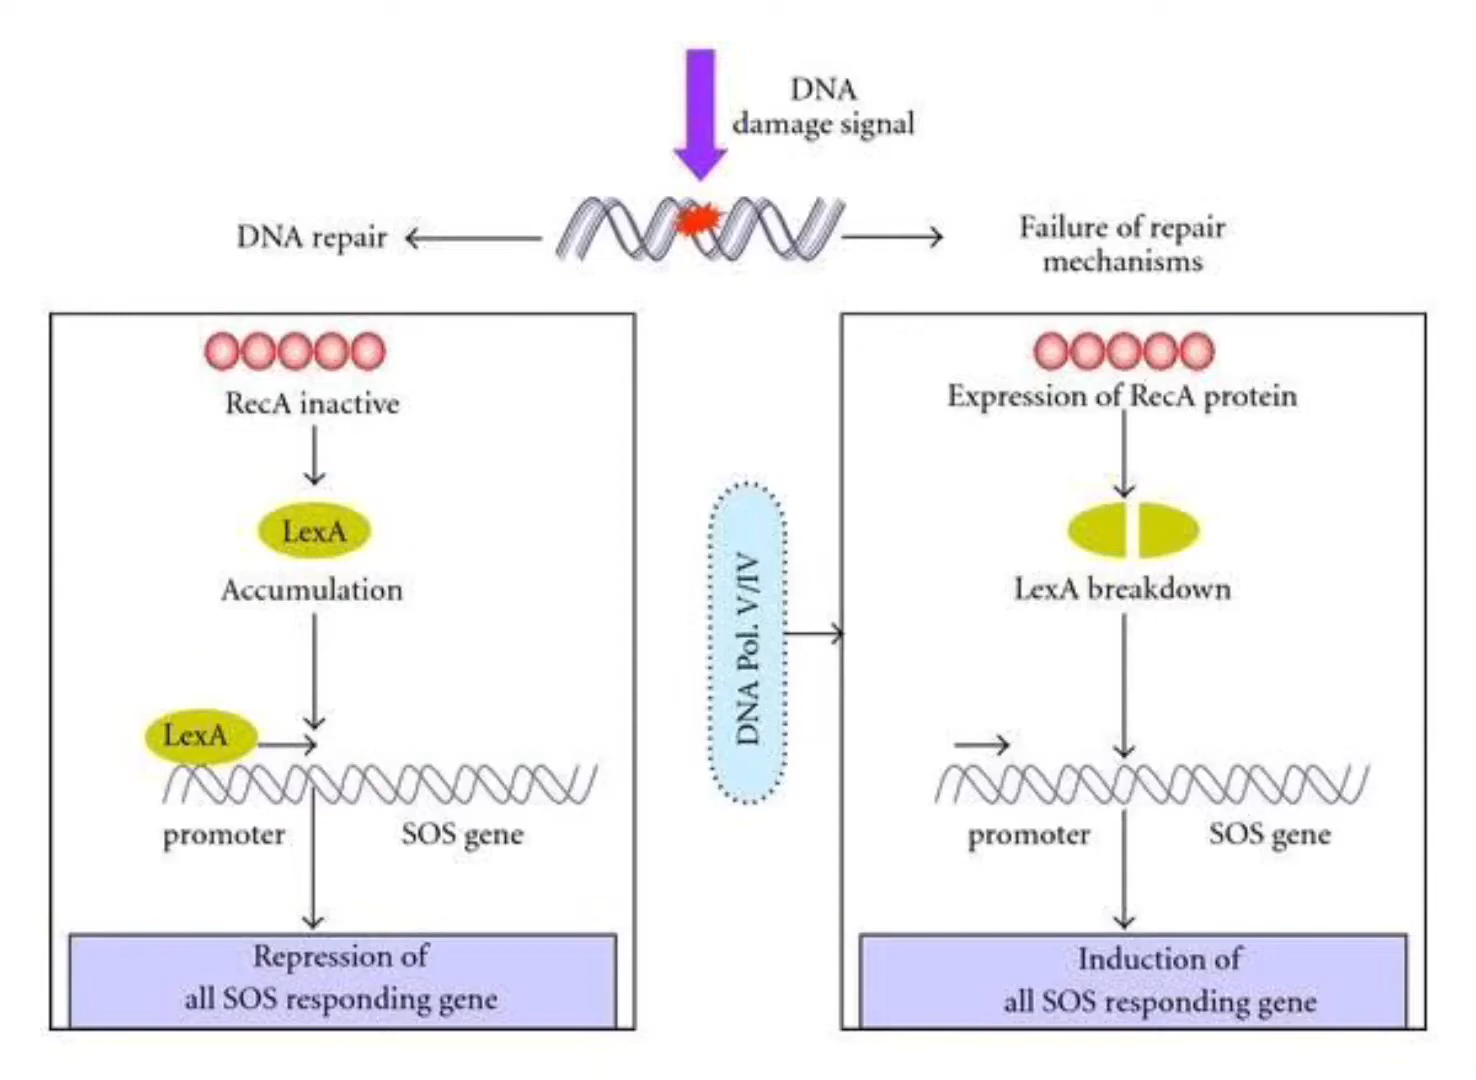 DNA
damage signal
DNA repair
Failure of repair
mechanisms
RecA inactive
LexA
Accumulation
LexA
promoter
SOS gene
Repression of
all SOS responding gene
DNA Pol. V/IV
Expression of RecA protein
LexA breakdown
promoter
SOS gene
Induction of
all SOS responding gene